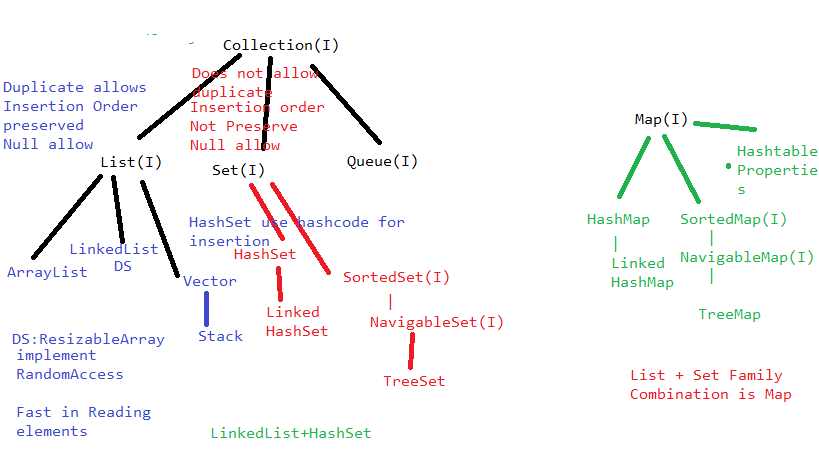 Collection(I)
Duplicate allows
Insertion Order
preserved
Null allow
Does not allow
duplicate
Insertion order
Not Preserve
Null allow
List(I)
Set(I)
Queue(I)
ArrayList
LinkedList
DS
Vector
Stack
HashSet use hashcode for
insertion
HashSet
Linked
HashSet
SortedSet(I)
|
NavigableSet(I)
TreeSet
DS:ResizableArray
implement
RandomAccess
Fast in Reading
elements
LinkedList+HashSet
Map(I)
Hashtable
Propertie
s
HashMap
|
Linked
HashMap
SortedMap(I)
|
NavigableMap(I)
|
TreeMap
List + Set Family
Combination is Map